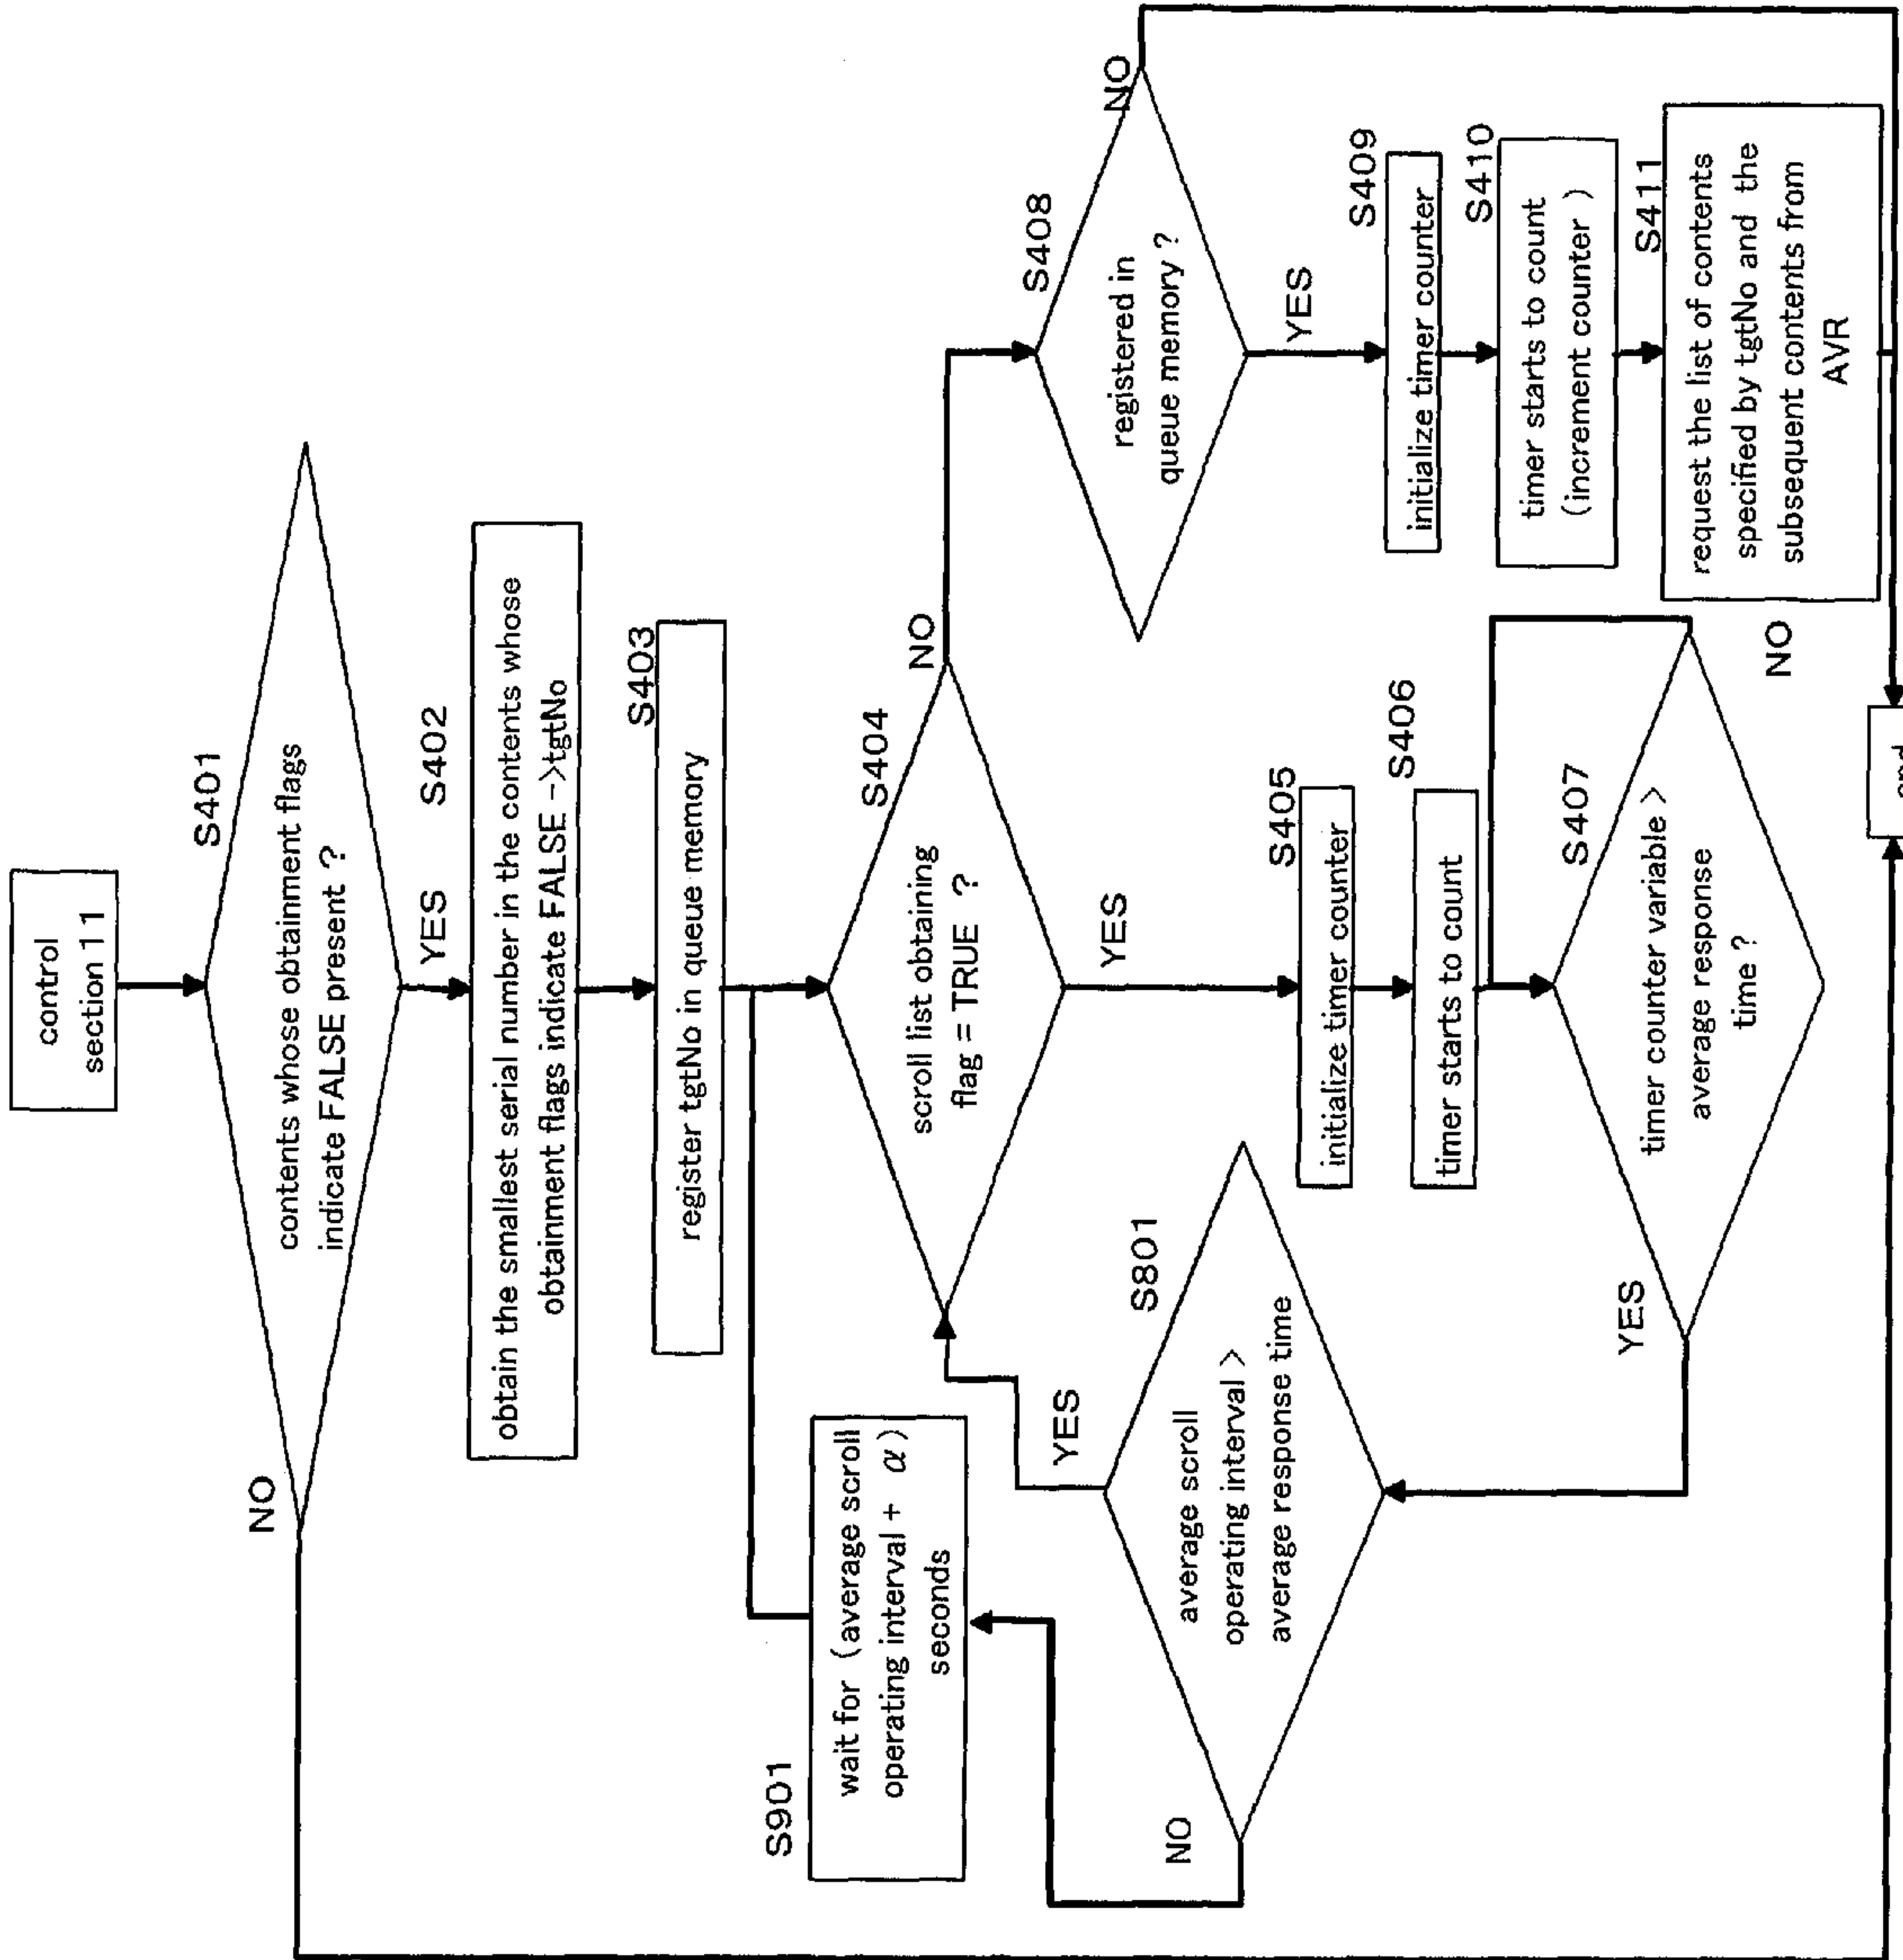 control
section 11
S401
contents whose obtainment flags
indicate FALSE present ?
NO
YES
S402
obtain the smallest serial number in the contents whose
obtainment flags indicate FALSE ->tgtNo
S403
register tgtNo in queue memory
S404
scroll list obtaining
flag = TRUE ?
NO
YES
S405
initialize timer counter
S406
timer starts to count
S407
timer counter variable >
average response
time ?
NO
YES
S801
average scroll
operating interval >
average response time
YES
NO
S901
wait for (average scroll
operating interval + α)
seconds
S408
registered in
queue memory ?
NO
YES
S409
initialize timer counter
S410
timer starts to count
(increment counter )
S411
request the list of contents
specified by tgtNo and the
subsequent contents from
AVR
end